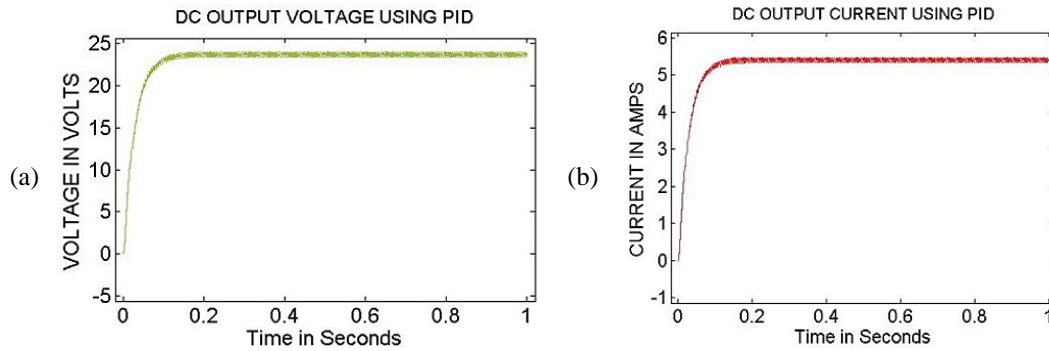 (a)
DC OUTPUT VOLTAGE USING PID
VOLTAGE IN VOLTS
25
20
15
10
5
0
-5
0 0.2 0.4 0.6 0.8 1
Time in Seconds
(b)
DC OUTPUT CURRENT USING PID
CURRENT IN AMPS
6
5
4
3
2
1
0
-1
0 0.2 0.4 0.6 0.8 1
Time in Seconds